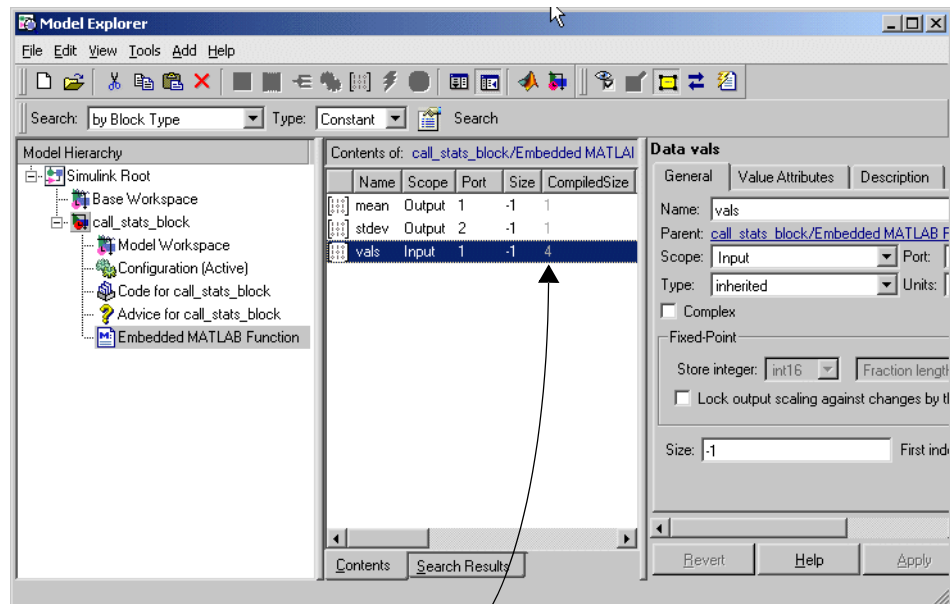 Model Explorer
File Edit View Tools Add Help
Search: by Block Type Type: Constant Search
Model Hierarchy
Simulink Root
Base Workspace
call_stats_block
Model Workspace
Configuration (Active)
Code for call_stats_block
Advice for call_stats_block
Embedded MATLAB Function
Contents of: call_stats_block/Embedded MATLAI
Name Scope Port Size CompiledSize
mean Output 1 -1 1
stdev Output 2 -1 1
vals Input 1 -1 4
Contents Search Results
Data vals
General Value Attributes Description
Name: vals
Parent: call_stats_block/Embedded MATLAB F
Scope: Input Port:
Type: inherited Units:
Complex
Fixed-Point
Store integer: int16 Fraction length
Lock output scaling against changes by t
Size: -1 First ind
Revert Help Apply